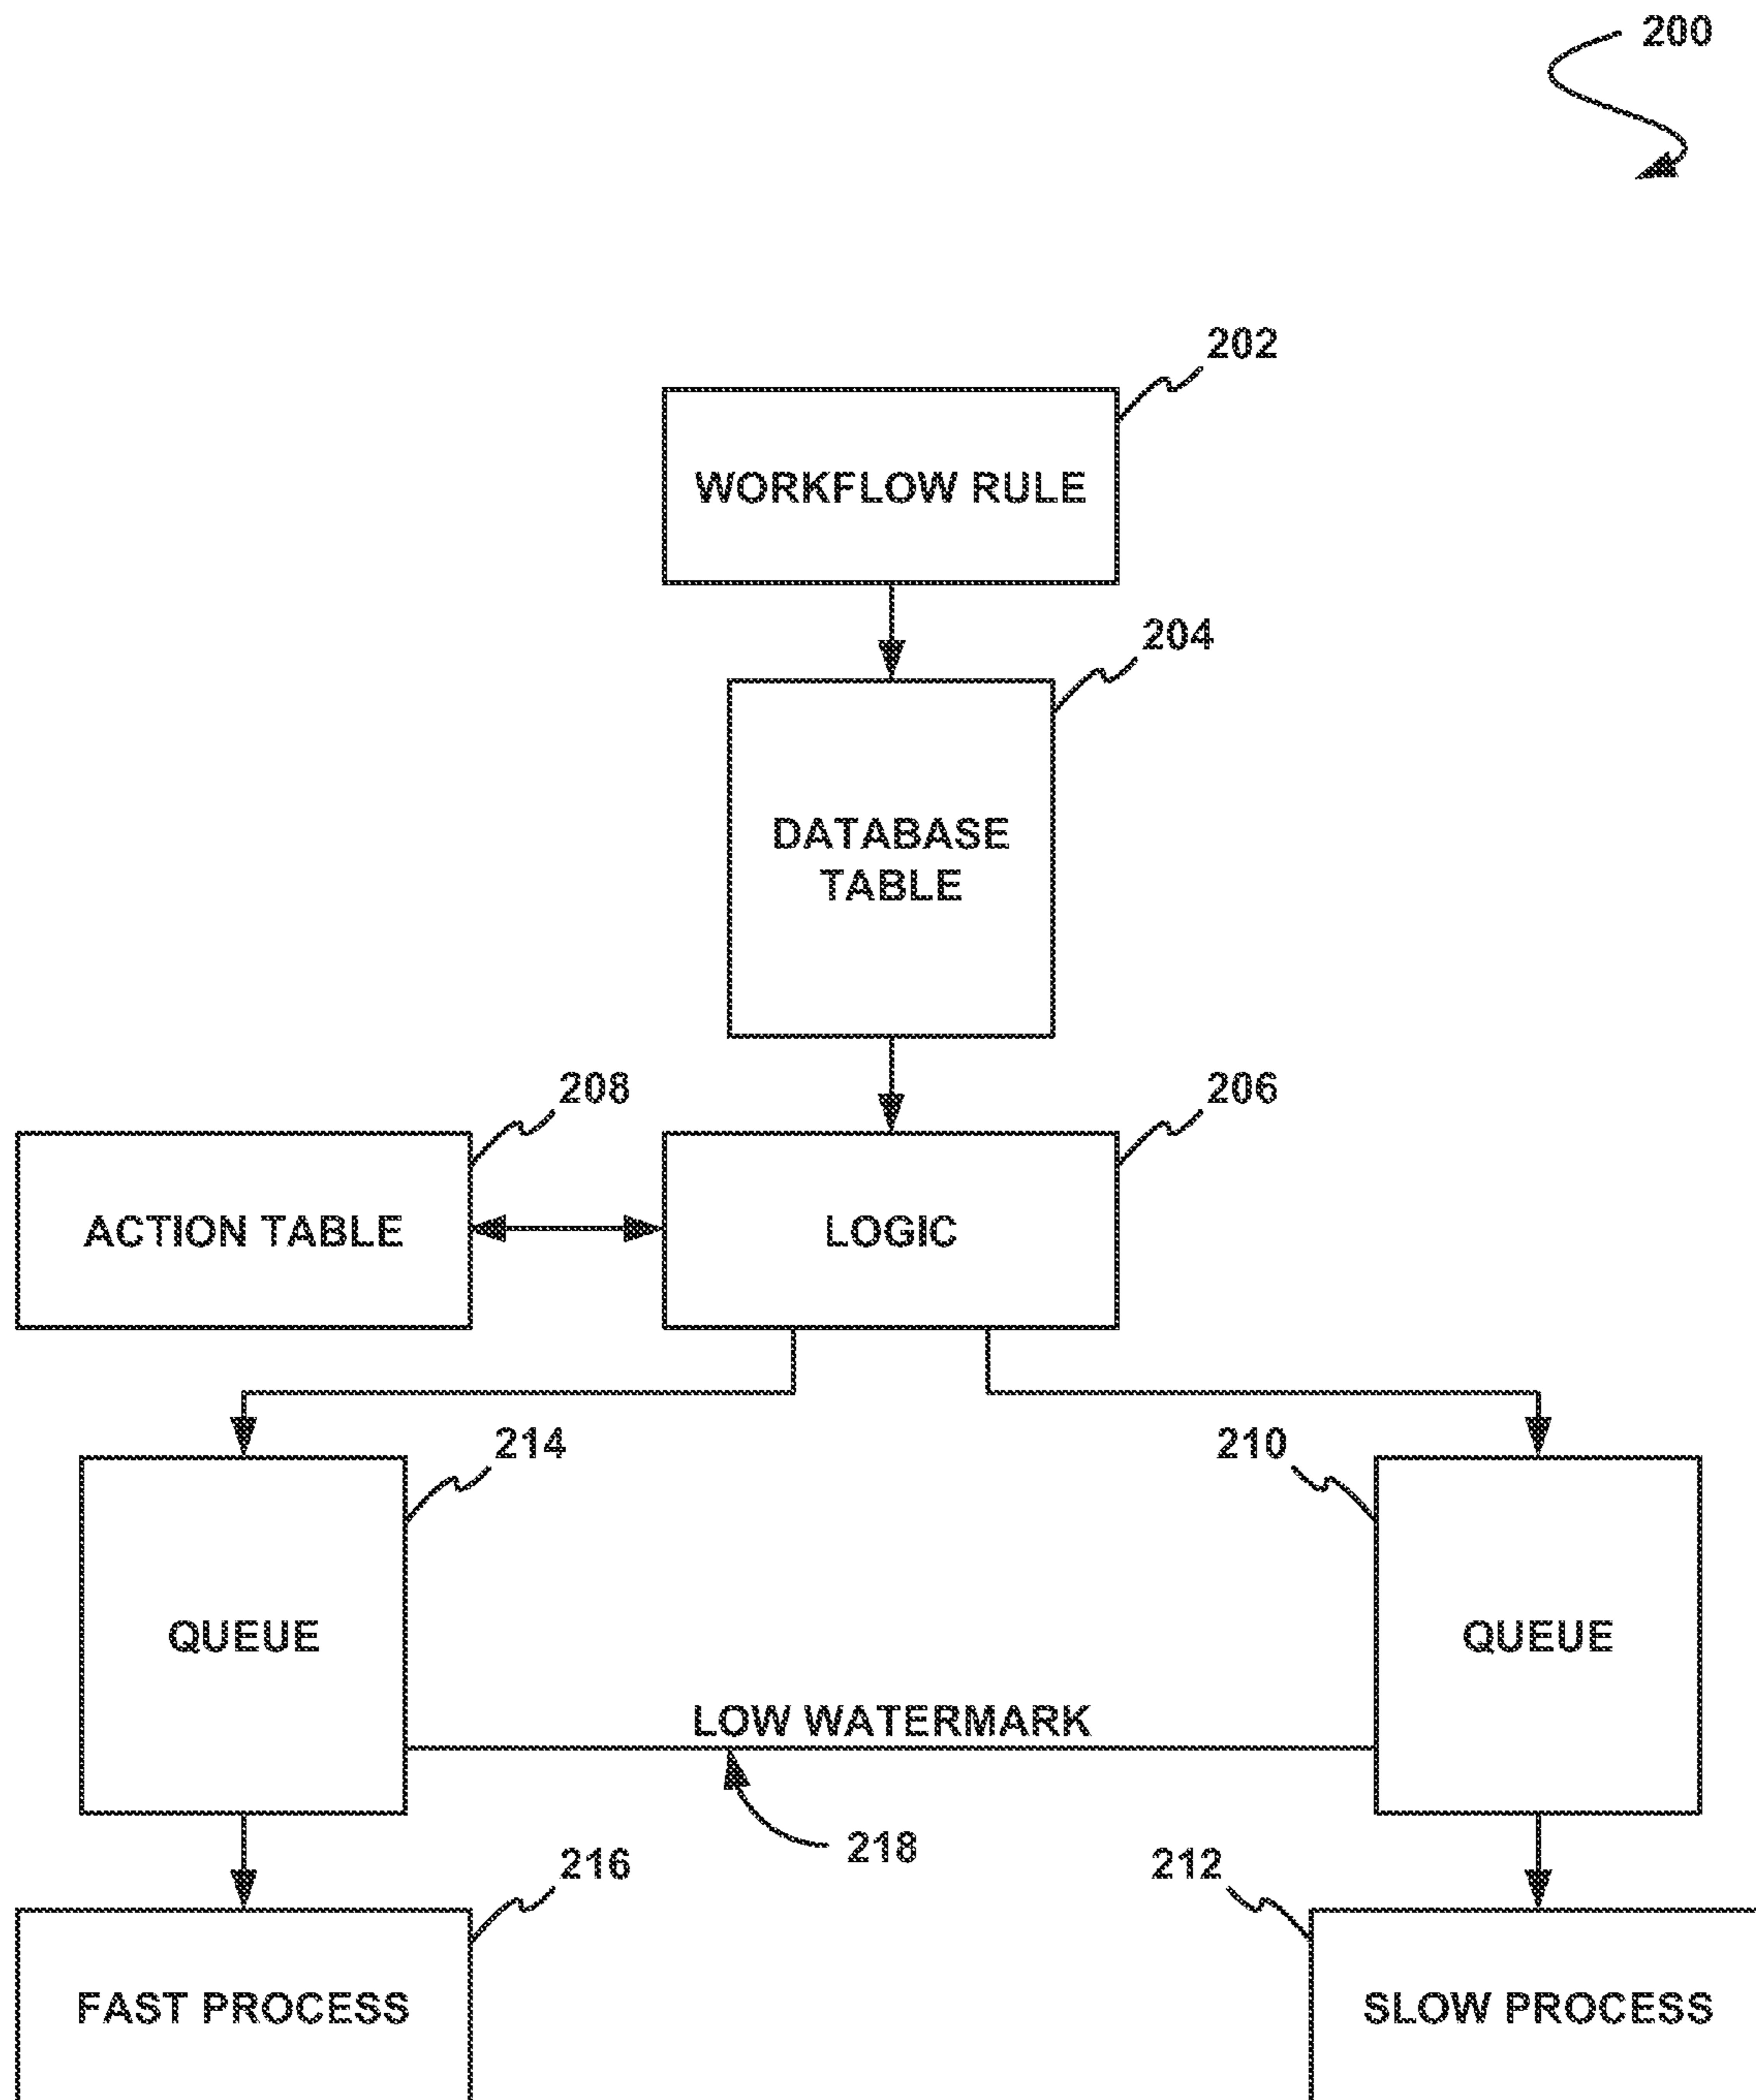 200
202
WORKFLOW RULE
204
DATABASE
TABLE
208
206
ACTION TABLE
LOGIC
214
210
QUEUE
QUEUE
LOW WATERMARK
218
216
212
FAST PROCESS
SLOW PROCESS